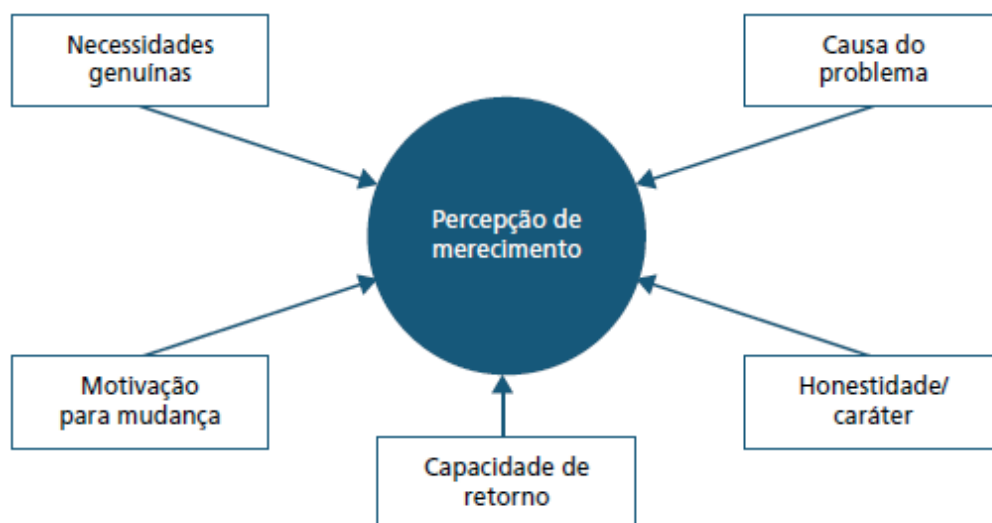 Necessidades
genuínas
Causa do
problema
Percepção de
merecimento
Motivação
para mudança
Honestidade/
caráter
Capacidade de
retorno